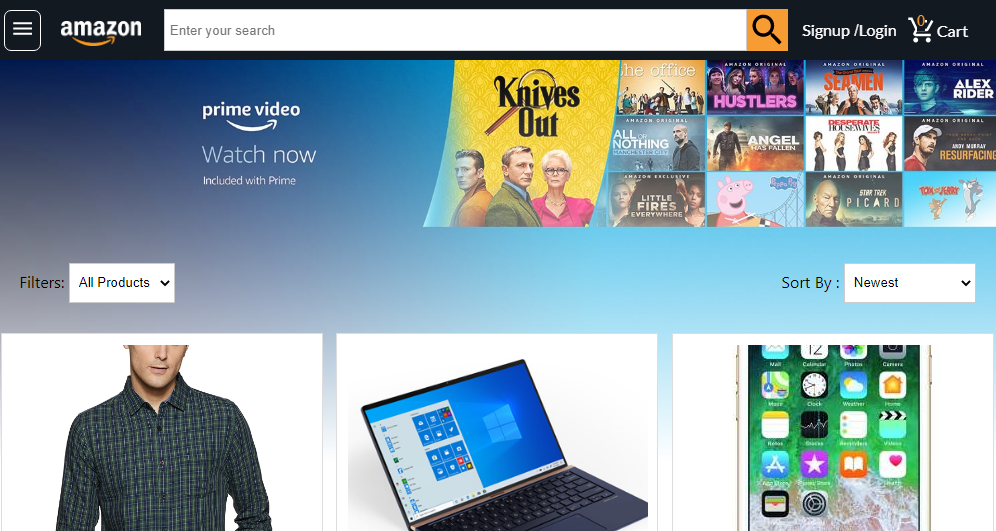 amazon
Enter your search
Signup /Login
0
Cart
prime video
Watch now
Included with Prime
Knives
Out
the office
AMAZON ORIGINAL
HUSTLERS
AMAZON ORIGINAL
SEAMEN
AMAZON ORIGINAL
ALEX
RIDER
AMAZON ORIGINAL
ALL OR
NOTHING
MANCHESTER CITY
ANGEL
HAS FALLEN
DESPERATE
HOUSEWIVES
AMAZON ORIGINAL
ANDY MURRAY
RESURFACING
AMAZON EXCLUSIVE
LITTLE
FIRES
EVERYWHERE
Peppa Pig
AMAZON ORIGINAL
STAR TREK
PICARD
TOM and JERRY
Filters:
All Products
Sort By :
Newest
12
Mail
Calendar
Photos
Camera
Maps
Clock
Weather
Home
Notes
Stocks
Reminders
Videos
App Store
iTunes Store
iBooks
News